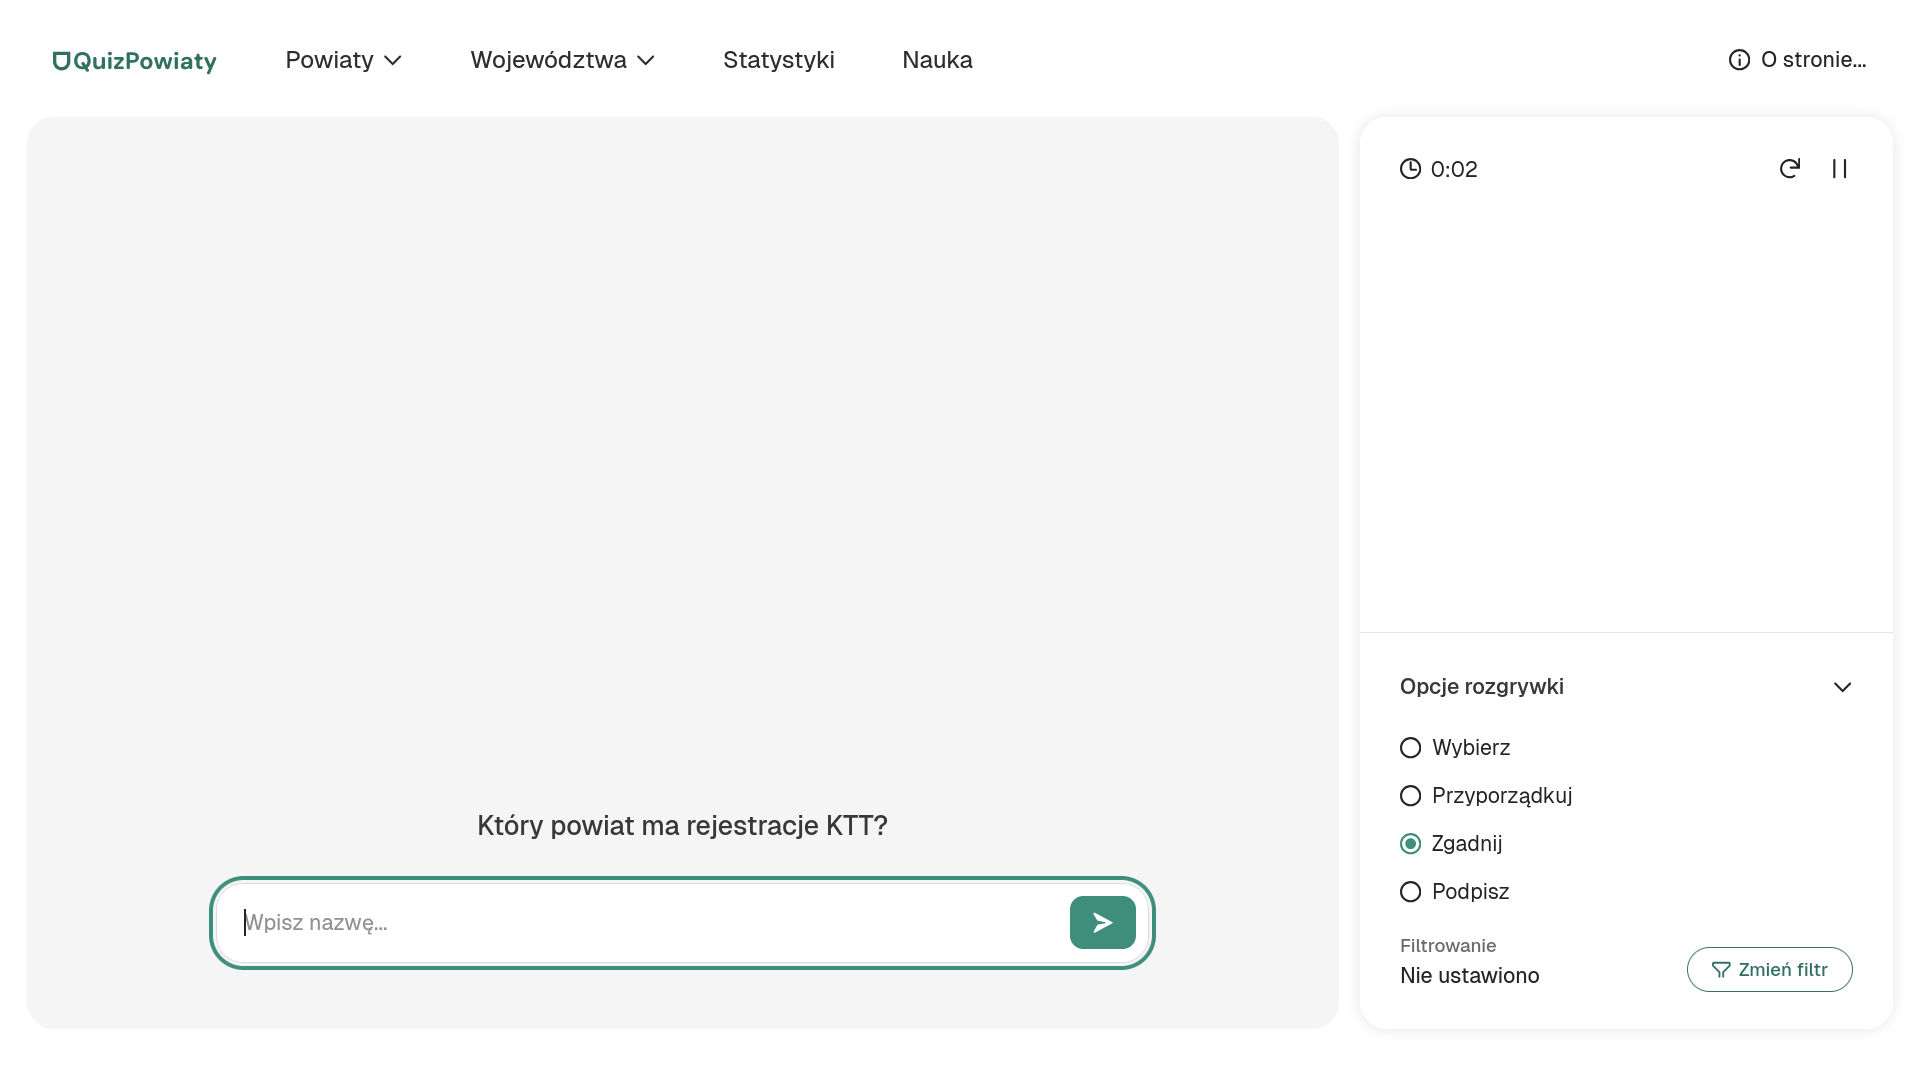 QuizPowiaty
Powiaty
Województwa
Statystyki
Nauka
O stronie...
0:02
Który powiat ma rejestracje KTT?
Wpisz nazwę...
Opcje rozgrywki
Wybierz
Przyporządkuj
Zgadnij
Podpisz
Filtrowanie
Nie ustawiono
Zmień filtr